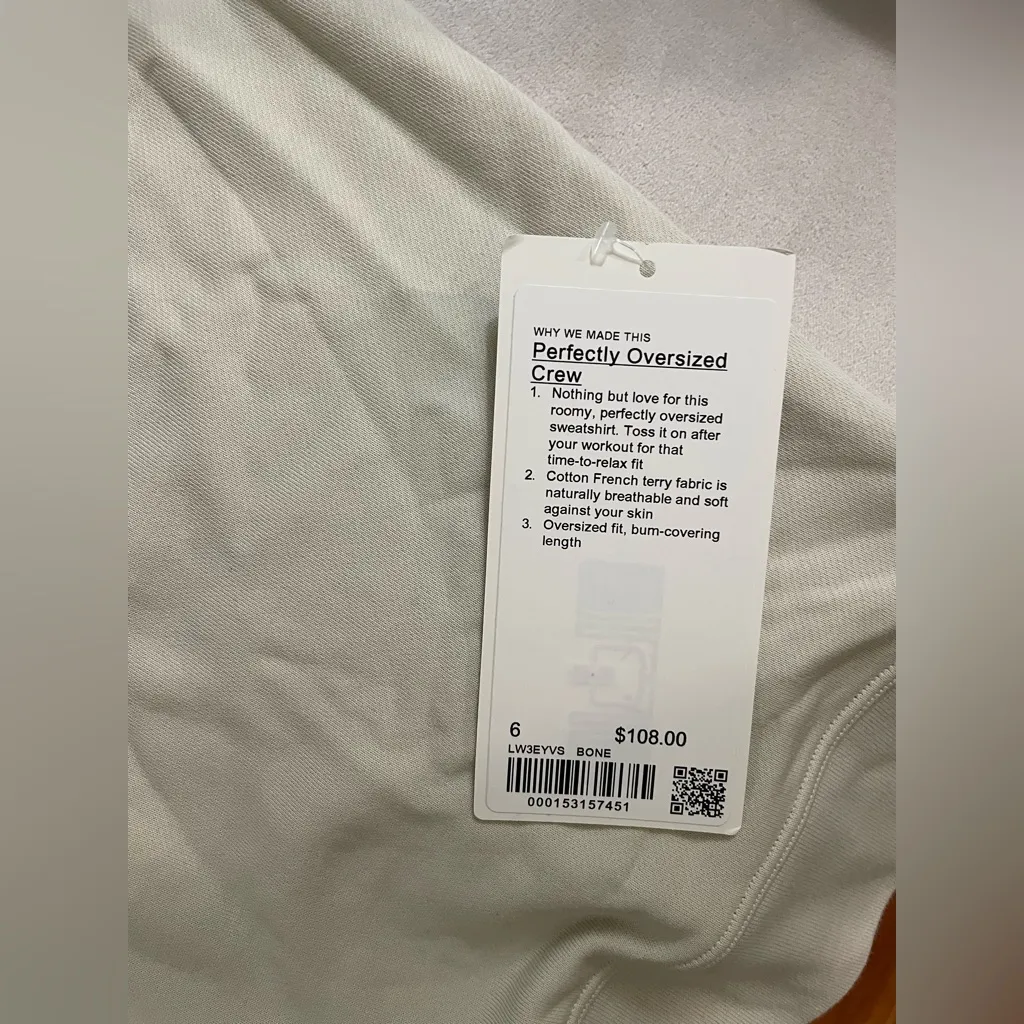 WHY WE MADE THIS
Perfectly Oversized
Crew
1. Nothing but love for this
roomy, perfectly oversized
sweatshirt. Toss it on after
your workout for that
time-to-relax fit
2. Cotton French terry fabric is
naturally breathable and soft
against your skin
3. Oversized fit, bum-covering
length
6 $108.00
LW3EYVS BONE
000153157451